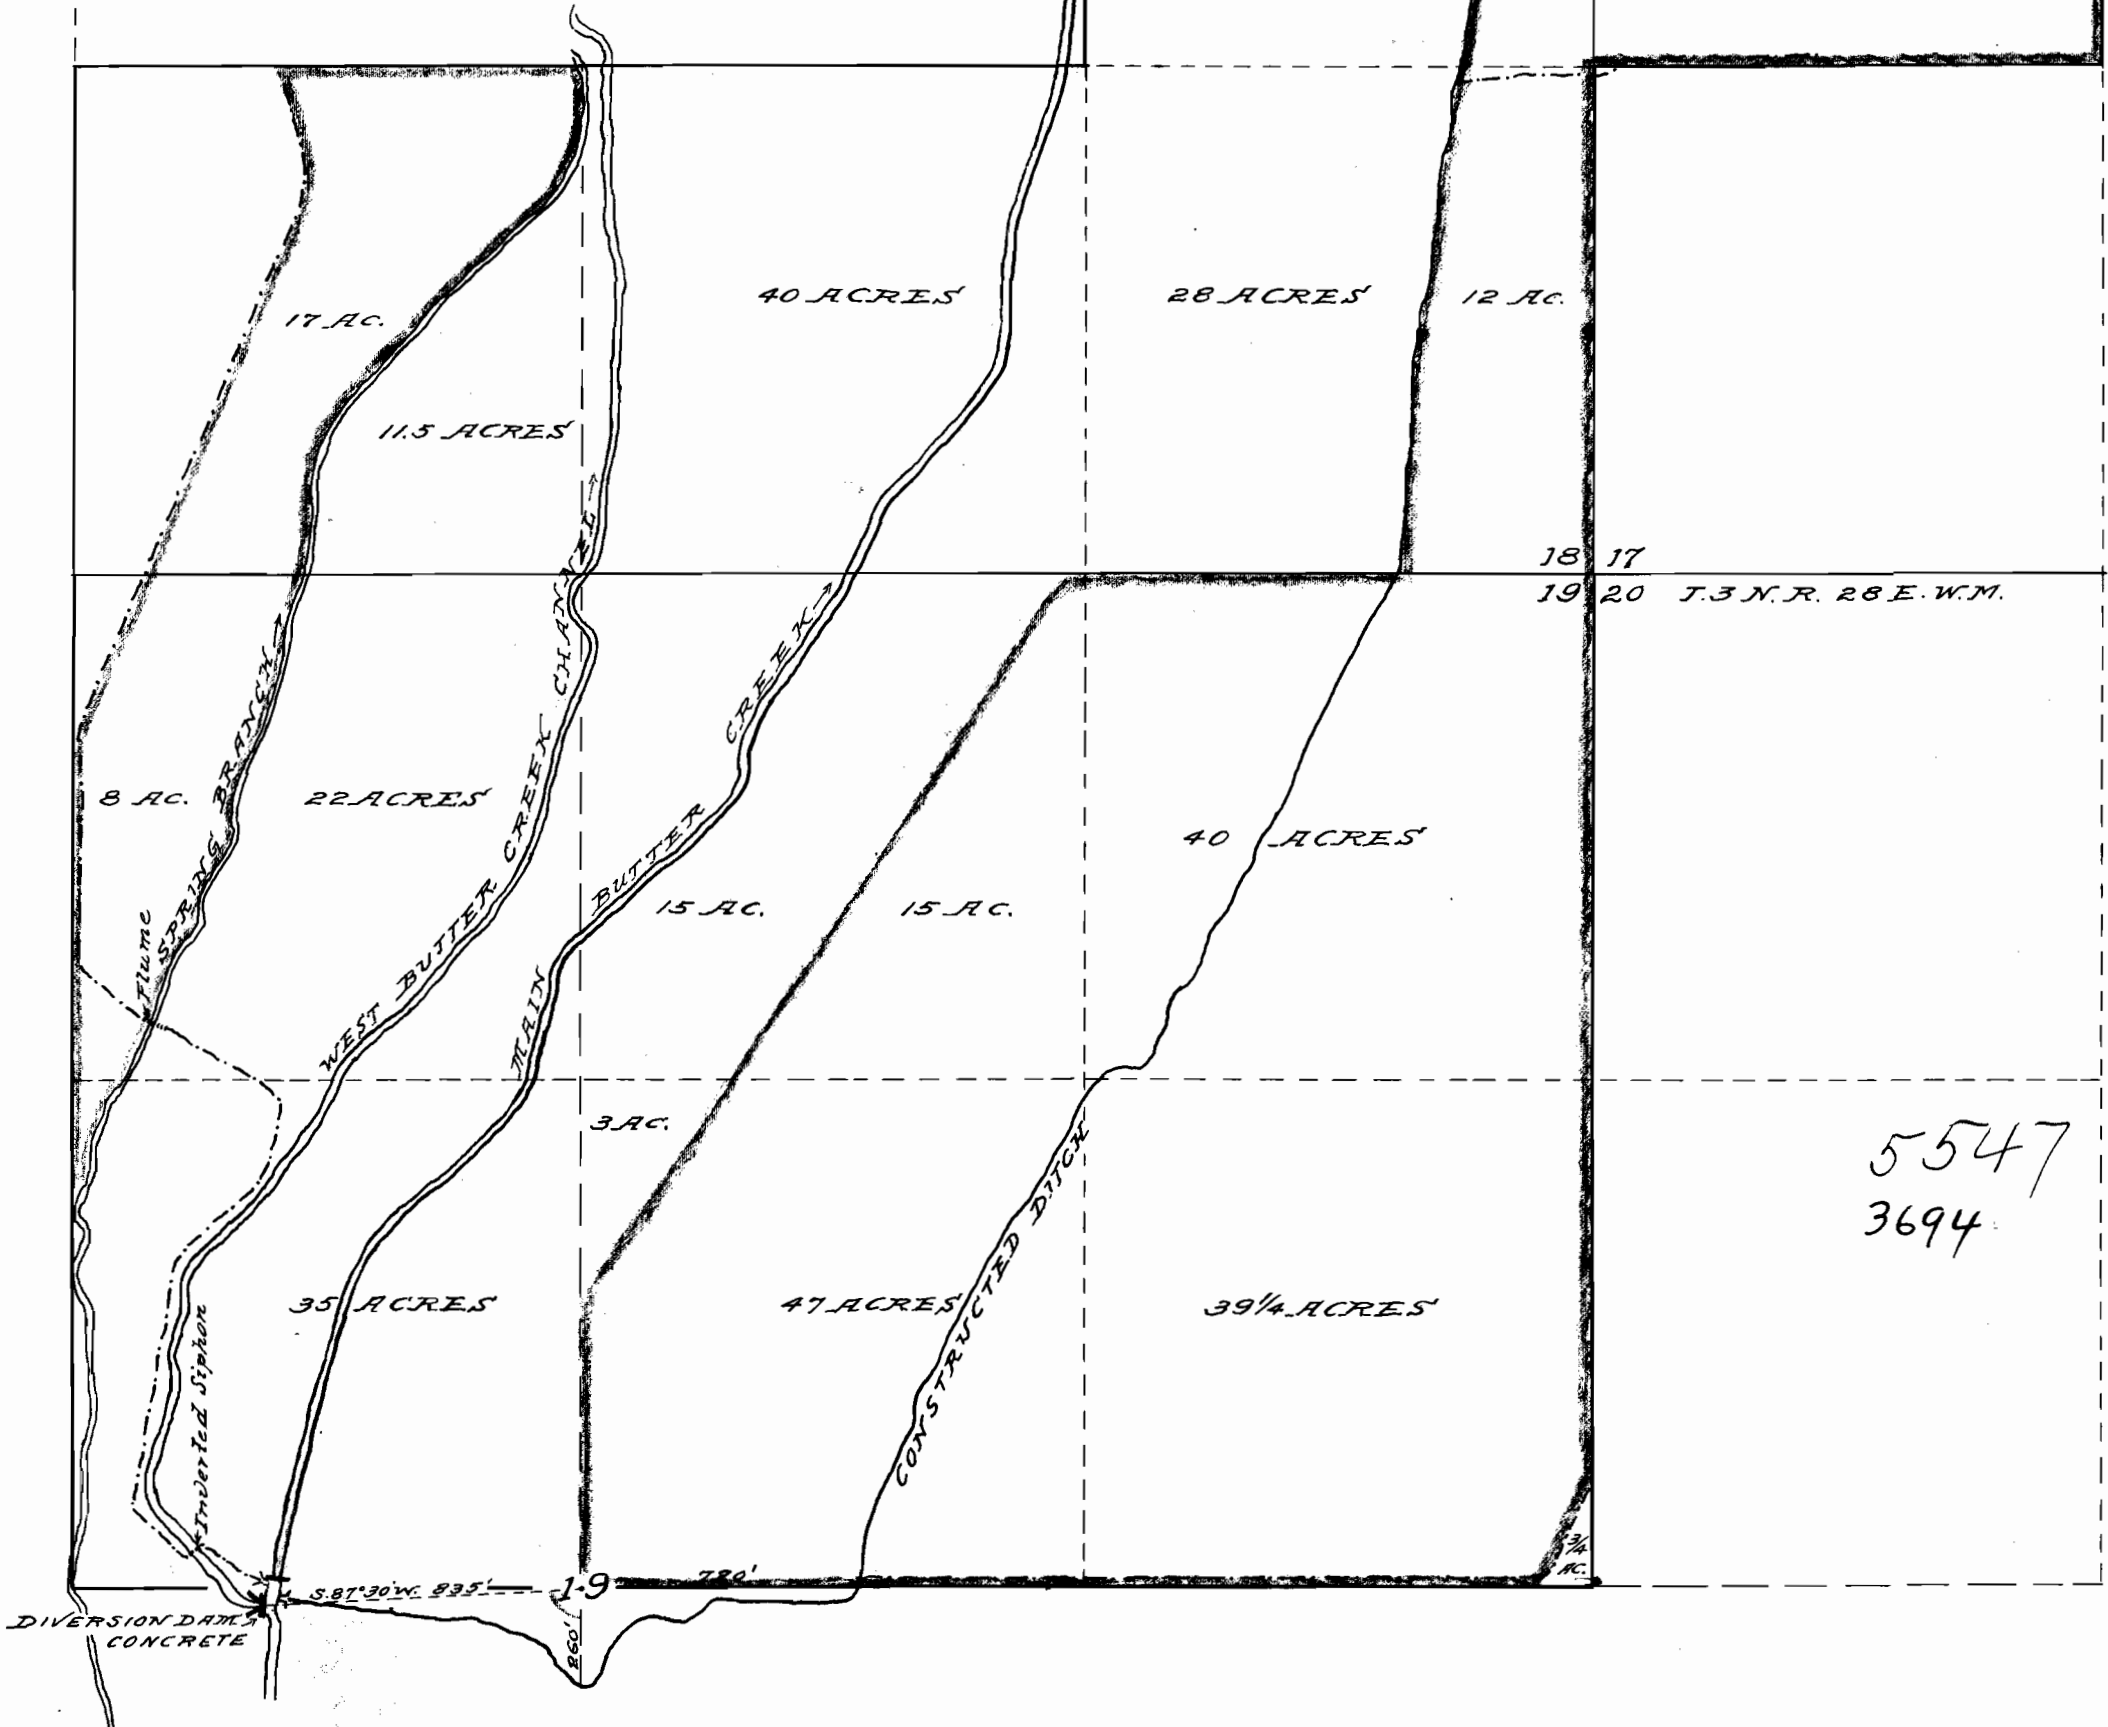 40 ACRES
28 ACRES
12 AC.
17 AC.
11.5 ACRES
18 17
19 20 T.3 N.R. 28 E. W.M.
8 AC.
22 ACRES
SPRING BRANCH
WEST BUTTER CREEK CHANNEL
MAIN BUTTER CREEK
15 AC.
15 AC.
40 ACRES
Flume
3 AC.
5547
3694
35 ACRES
47 ACRES
39 1/4 ACRES
Inverted Siphon
CONSTRUCTED DITCH
3/4
AC.
S.87°30'W. 835'
19
720'
260'
DIVERSION DAMS
CONCRETE